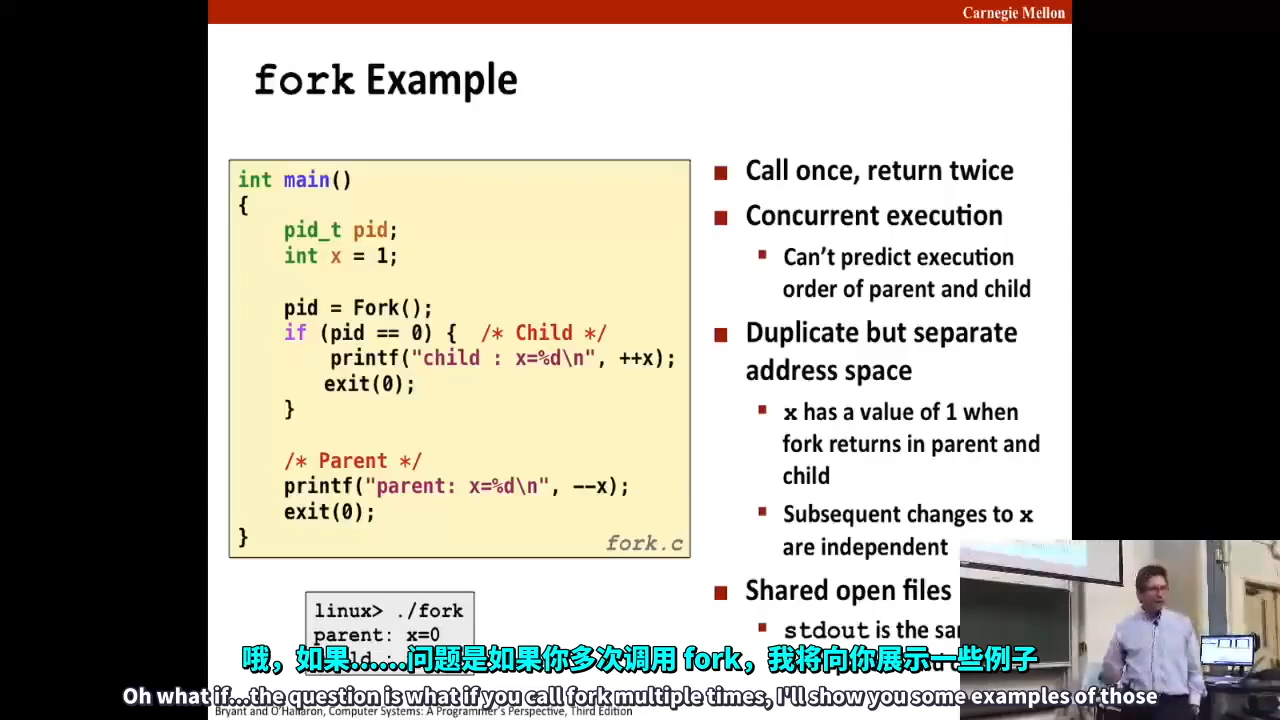 Carnegie Mellon
fork Example
int main()
{
    pid_t pid;
    int x = 1;
    pid = Fork();
    if (pid == 0) {  /* Child */
        printf("child : x=%d\n", ++x);
        exit(0);
    }
    /* Parent */
    printf("parent: x=%d\n", --x);
    exit(0);
}
fork.c
linux> ./fork
parent: x=0
Call once, return twice
Concurrent execution
Can’t predict execution
order of parent and child
Duplicate but separate
address space
x has a value of 1 when
fork returns in parent and
child
Subsequent changes to x
are independent
Shared open files
stdout is the
哦，如果……问题是如果你多次调用 fork，我将向你展示一些例子
Oh what if...the question is what if you call fork multiple times, I'll show you some examples of those
Bryant and O'Hallaron, Computer Systems: A Programmer's Perspective, Third Edition